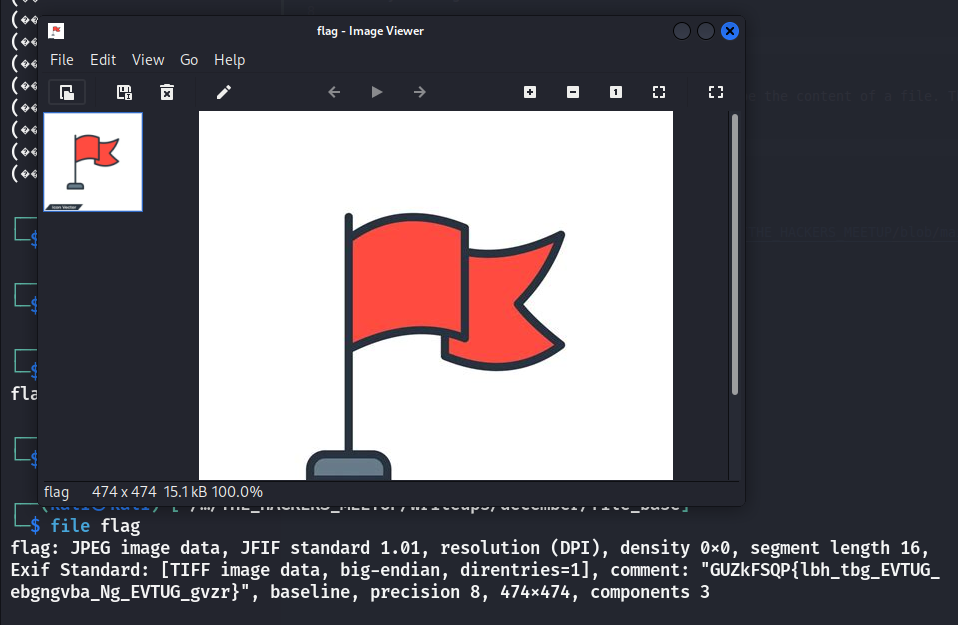 flag - Image Viewer
File Edit View Go Help
e the content of a file. T
Icon Vector
$
$
$
fla
$
flag 474 x 474 15.1 kB 100.0%
$ file flag
flag: JPEG image data, JFIF standard 1.01, resolution (DPI), density 0×0, segment length 16,
Exif Standard: [TIFF image data, big-endian, direntries=1], comment: "GUZkFSQP{lbh_tbg_EVTUG_
ebgngvba_Ng_EVTUG_gvzr}", baseline, precision 8, 474×474, components 3